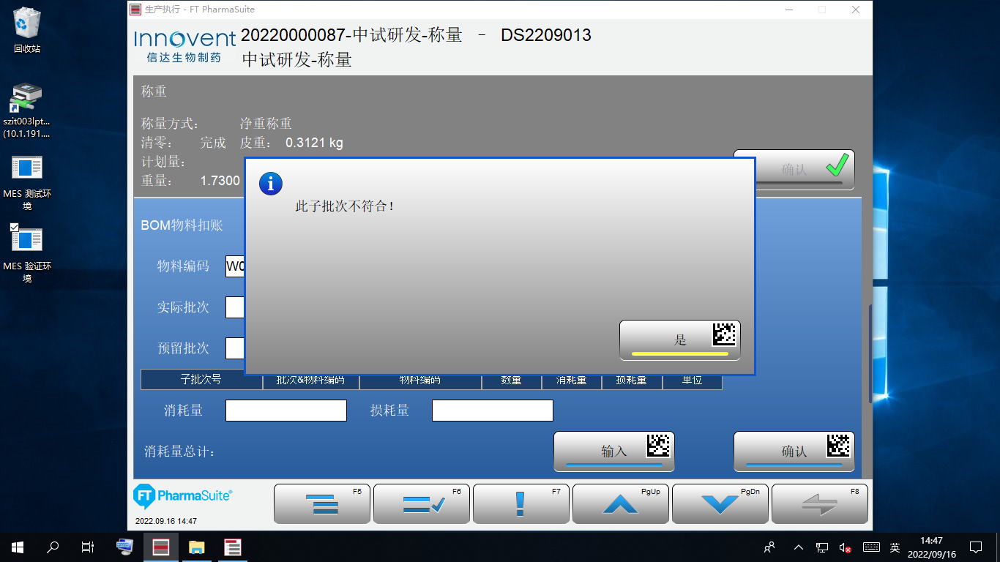 回收站
szit003lpt...
(10.1.191....
MES 测试环
境
MES 验证环
境
生产执行 - FT PharmaSuite
Innovent
信达生物制药
20220000087-中试研发-称量 - DS2209013
中试研发-称量
称重
称量方式: 净重称重
清零: 完成 皮重: 0.3121 kg
计划量:
重量: 1.7300
确认
此子批次不符合!
是
BOM物料扣账
物料编码 W0
实际批次
预留批次
子批次号 批次&物料编码 物料编码 数量 消耗量 损耗量 单位
消耗量 损耗量
消耗量总计: 输入 确认
FT PharmaSuite®
2022.09.16 14:47
F5 F6 F7 PgUp PgDn F8
英
14:47
2022/09/16